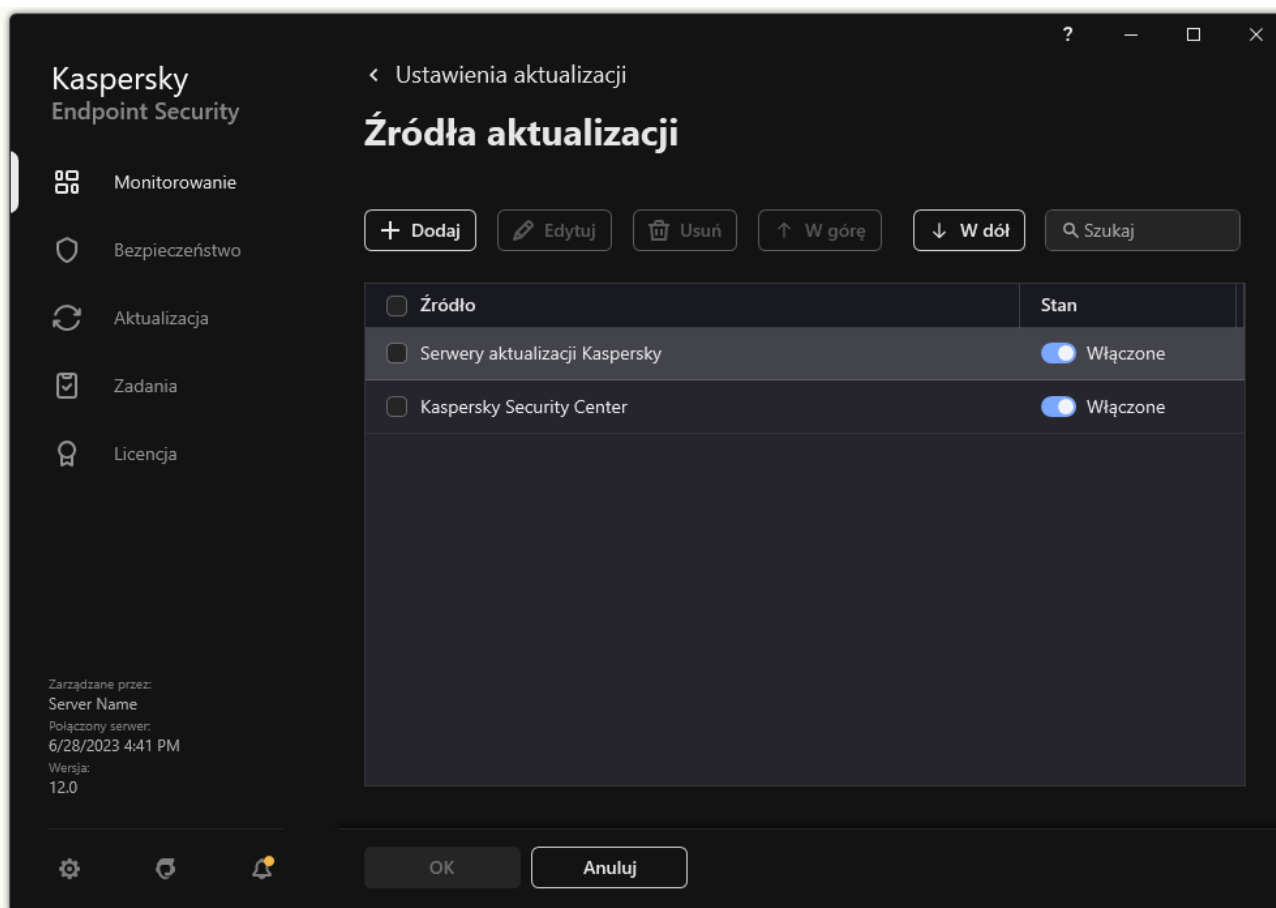 ?
Kaspersky
Endpoint Security
Ustawienia aktualizacji
Źródła aktualizacji
Monitorowanie
Bezpieczeństwo
Aktualizacja
Zadania
Licencja
Dodaj Edytuj Usuń W górę W dół Szukaj
Źródło Stan
Serwery aktualizacji Kaspersky Włączone
Kaspersky Security Center Włączone
Zarządzane przez:
Server Name
Połączony serwer:
6/28/2023 4:41 PM
Wersja:
12.0
OK Anuluj